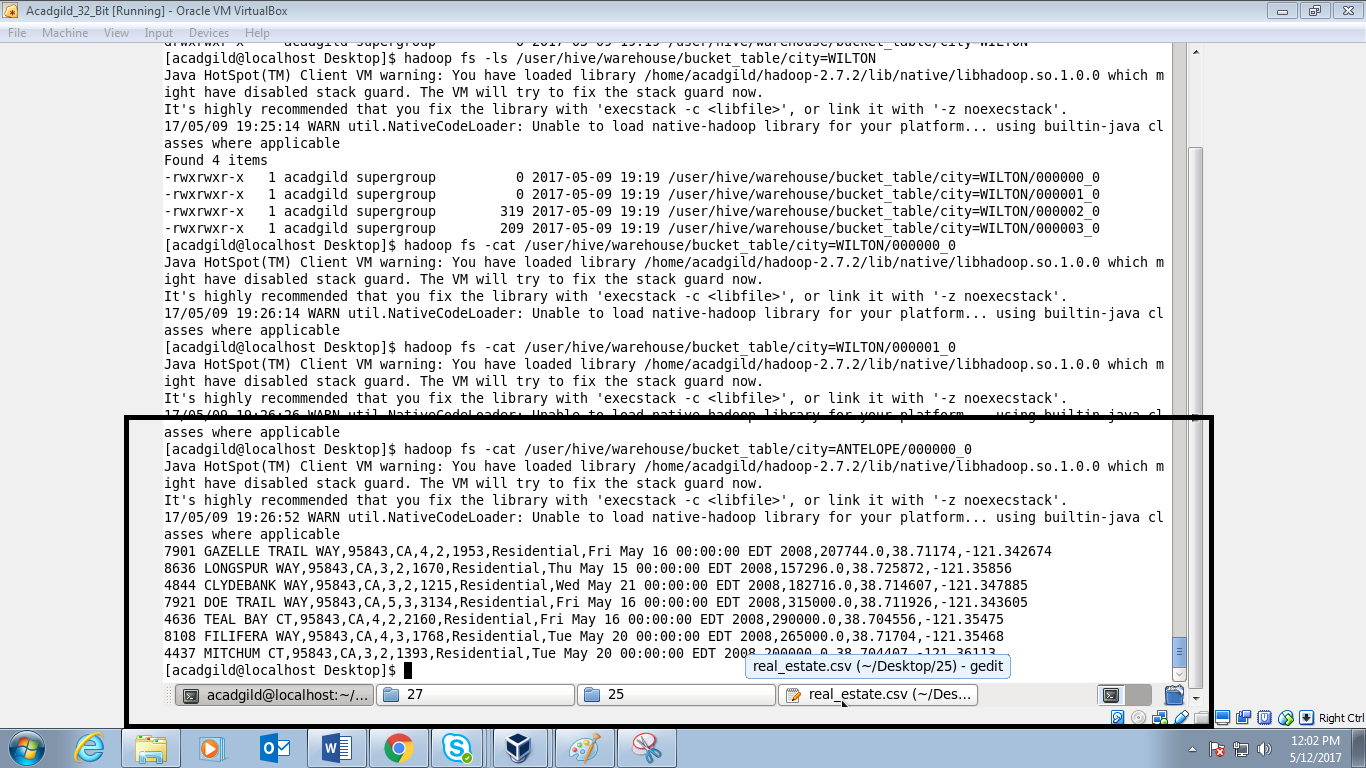 Acadgild_32_Bit [Running] - Oracle VM VirtualBox
File Machine View Input Devices Help
drwxrwxr-x - acadgild supergroup 0 2017-05-09 19:19 /user/hive/warehouse/bucket_table/city=WILTON
[acadgild@localhost Desktop]$ hadoop fs -ls /user/hive/warehouse/bucket_table/city=WILTON
Java HotSpot(TM) Client VM warning: You have loaded library /home/acadgild/hadoop-2.7.2/lib/native/libhadoop.so.1.0.0 which m
ight have disabled stack guard. The VM will try to fix the stack guard now.
It's highly recommended that you fix the library with 'execstack -c <libfile>', or link it with '-z noexecstack'.
17/05/09 19:25:14 WARN util.NativeCodeLoader: Unable to load native-hadoop library for your platform... using builtin-java cl
asses where applicable
Found 4 items
-rwxrwxr-x 1 acadgild supergroup 0 2017-05-09 19:19 /user/hive/warehouse/bucket_table/city=WILTON/000000_0
-rwxrwxr-x 1 acadgild supergroup 0 2017-05-09 19:19 /user/hive/warehouse/bucket_table/city=WILTON/000001_0
-rwxrwxr-x 1 acadgild supergroup 319 2017-05-09 19:19 /user/hive/warehouse/bucket_table/city=WILTON/000002_0
-rwxrwxr-x 1 acadgild supergroup 209 2017-05-09 19:19 /user/hive/warehouse/bucket_table/city=WILTON/000003_0
[acadgild@localhost Desktop]$ hadoop fs -cat /user/hive/warehouse/bucket_table/city=WILTON/000000_0
Java HotSpot(TM) Client VM warning: You have loaded library /home/acadgild/hadoop-2.7.2/lib/native/libhadoop.so.1.0.0 which m
ight have disabled stack guard. The VM will try to fix the stack guard now.
It's highly recommended that you fix the library with 'execstack -c <libfile>', or link it with '-z noexecstack'.
17/05/09 19:26:14 WARN util.NativeCodeLoader: Unable to load native-hadoop library for your platform... using builtin-java cl
asses where applicable
[acadgild@localhost Desktop]$ hadoop fs -cat /user/hive/warehouse/bucket_table/city=WILTON/000001_0
Java HotSpot(TM) Client VM warning: You have loaded library /home/acadgild/hadoop-2.7.2/lib/native/libhadoop.so.1.0.0 which m
ight have disabled stack guard. The VM will try to fix the stack guard now.
It's highly recommended that you fix the library with 'execstack -c <libfile>', or link it with '-z noexecstack'.
17/05/09 19:26:26 WARN util.NativeCodeLoader: Unable to load native-hadoop library for your platform... using builtin-java cl
asses where applicable
[acadgild@localhost Desktop]$ hadoop fs -cat /user/hive/warehouse/bucket_table/city=ANTELOPE/000000_0
Java HotSpot(TM) Client VM warning: You have loaded library /home/acadgild/hadoop-2.7.2/lib/native/libhadoop.so.1.0.0 which m
ight have disabled stack guard. The VM will try to fix the stack guard now.
It's highly recommended that you fix the library with 'execstack -c <libfile>', or link it with '-z noexecstack'.
17/05/09 19:26:52 WARN util.NativeCodeLoader: Unable to load native-hadoop library for your platform... using builtin-java cl
asses where applicable
7901 GAZELLE TRAIL WAY,95843,CA,4,2,1953,Residential,Fri May 16 00:00:00 EDT 2008,207744.0,38.71174,-121.342674
8636 LONGSPUR WAY,95843,CA,3,2,1670,Residential,Thu May 15 00:00:00 EDT 2008,157296.0,38.725872,-121.35856
4844 CLYDEBANK WAY,95843,CA,3,2,1215,Residential,Wed May 21 00:00:00 EDT 2008,182716.0,38.714607,-121.347885
7921 DOE TRAIL WAY,95843,CA,5,3,3134,Residential,Fri May 16 00:00:00 EDT 2008,315000.0,38.711926,-121.343605
4636 TEAL BAY CT,95843,CA,4,2,2160,Residential,Fri May 16 00:00:00 EDT 2008,290000.0,38.704556,-121.35475
8108 FILIFERA WAY,95843,CA,4,3,1768,Residential,Tue May 20 00:00:00 EDT 2008,265000.0,38.71704,-121.35468
4437 MITCHUM CT,95843,CA,3,2,1393,Residential,Tue May 20 00:00:00 EDT 2008,200000.0,38.704407,-121.36113
[acadgild@localhost Desktop]$
real_estate.csv (~/Desktop/25) - gedit
acadgild@localhost:~/... 27 25 real_estate.csv (~/Des...
Right Ctrl
12:02 PM
5/12/2017